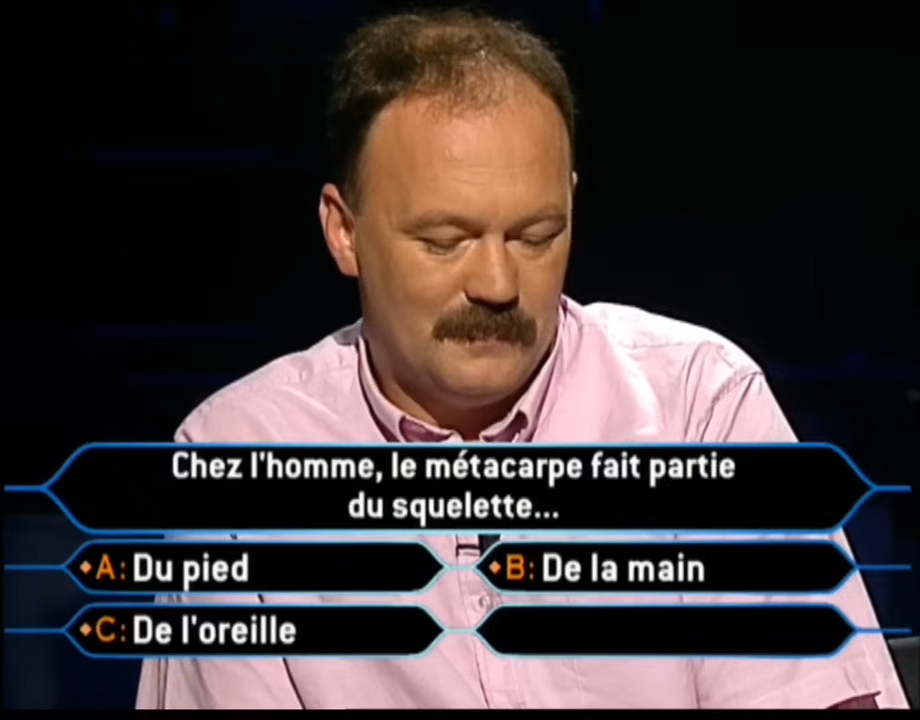 Chez l'homme, le métacarpe fait partie
du squelette...
A: Du pied
B: De la main
C: De l'oreille